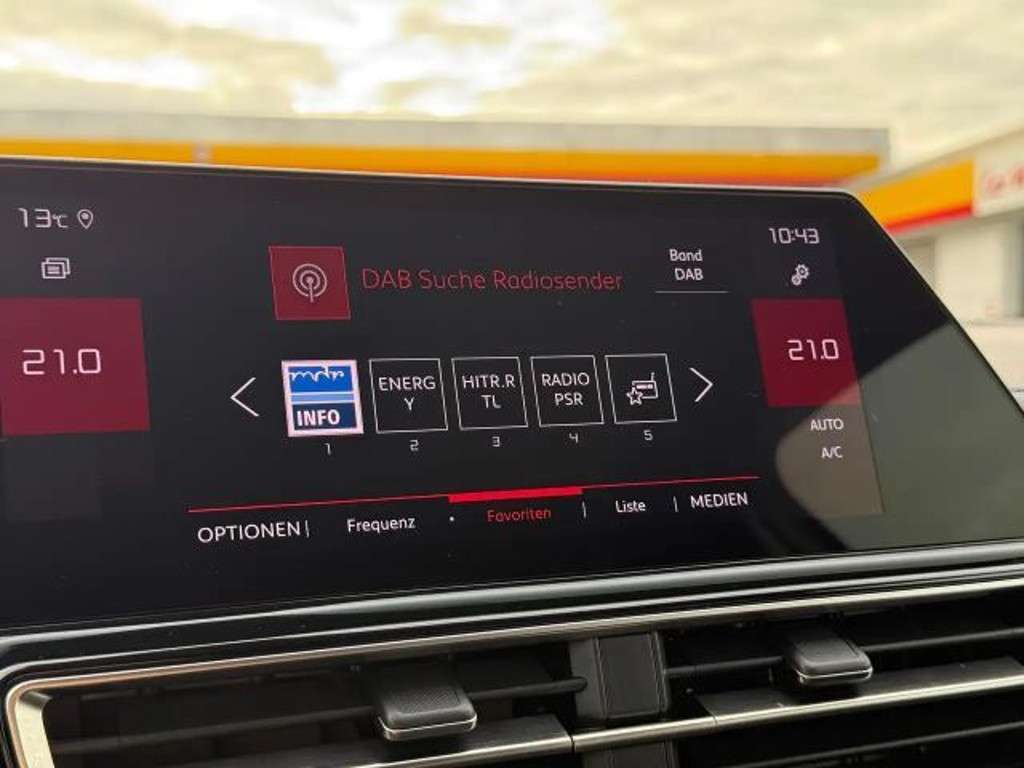 13°C
10:43
DAB Suche Radiosender
Band
DAB
21.0
21.0
mdr
INFO
ENERG
Y
HITR.R
TL
RADIO
PSR
1
2
3
4
5
AUTO
A/C
OPTIONEN | Frequenz · Favoriten | Liste | MEDIEN